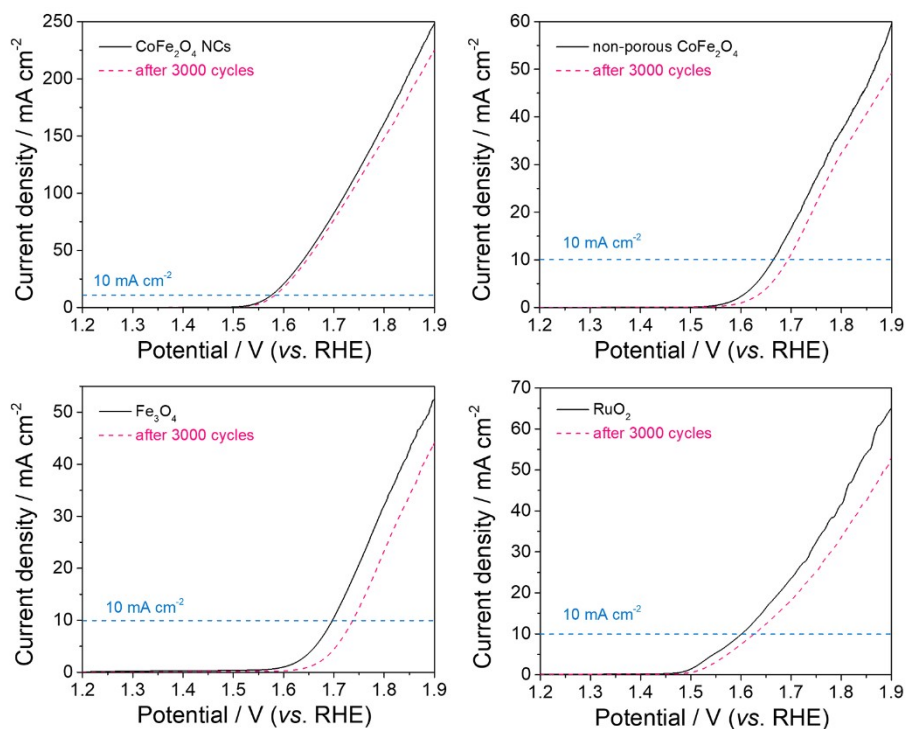 CoFe₂O₄ NCs
after 3000 cycles
10 mA cm⁻²
250
200
150
100
50
0
1.2 1.3 1.4 1.5 1.6 1.7 1.8 1.9
Current density / mA cm⁻²
Potential / V (vs. RHE)
non-porous CoFe₂O₄
after 3000 cycles
10 mA cm⁻²
60
50
40
30
20
10
0
1.2 1.3 1.4 1.5 1.6 1.7 1.8 1.9
Current density / mA cm⁻²
Potential / V (vs. RHE)
Fe₃O₄
after 3000 cycles
10 mA cm⁻²
50
40
30
20
10
0
1.2 1.3 1.4 1.5 1.6 1.7 1.8 1.9
Current density / mA cm⁻²
Potential / V (vs. RHE)
RuO₂
after 3000 cycles
10 mA cm⁻²
70
60
50
40
30
20
10
0
1.2 1.3 1.4 1.5 1.6 1.7 1.8 1.9
Current density / mA cm⁻²
Potential / V (vs. RHE)